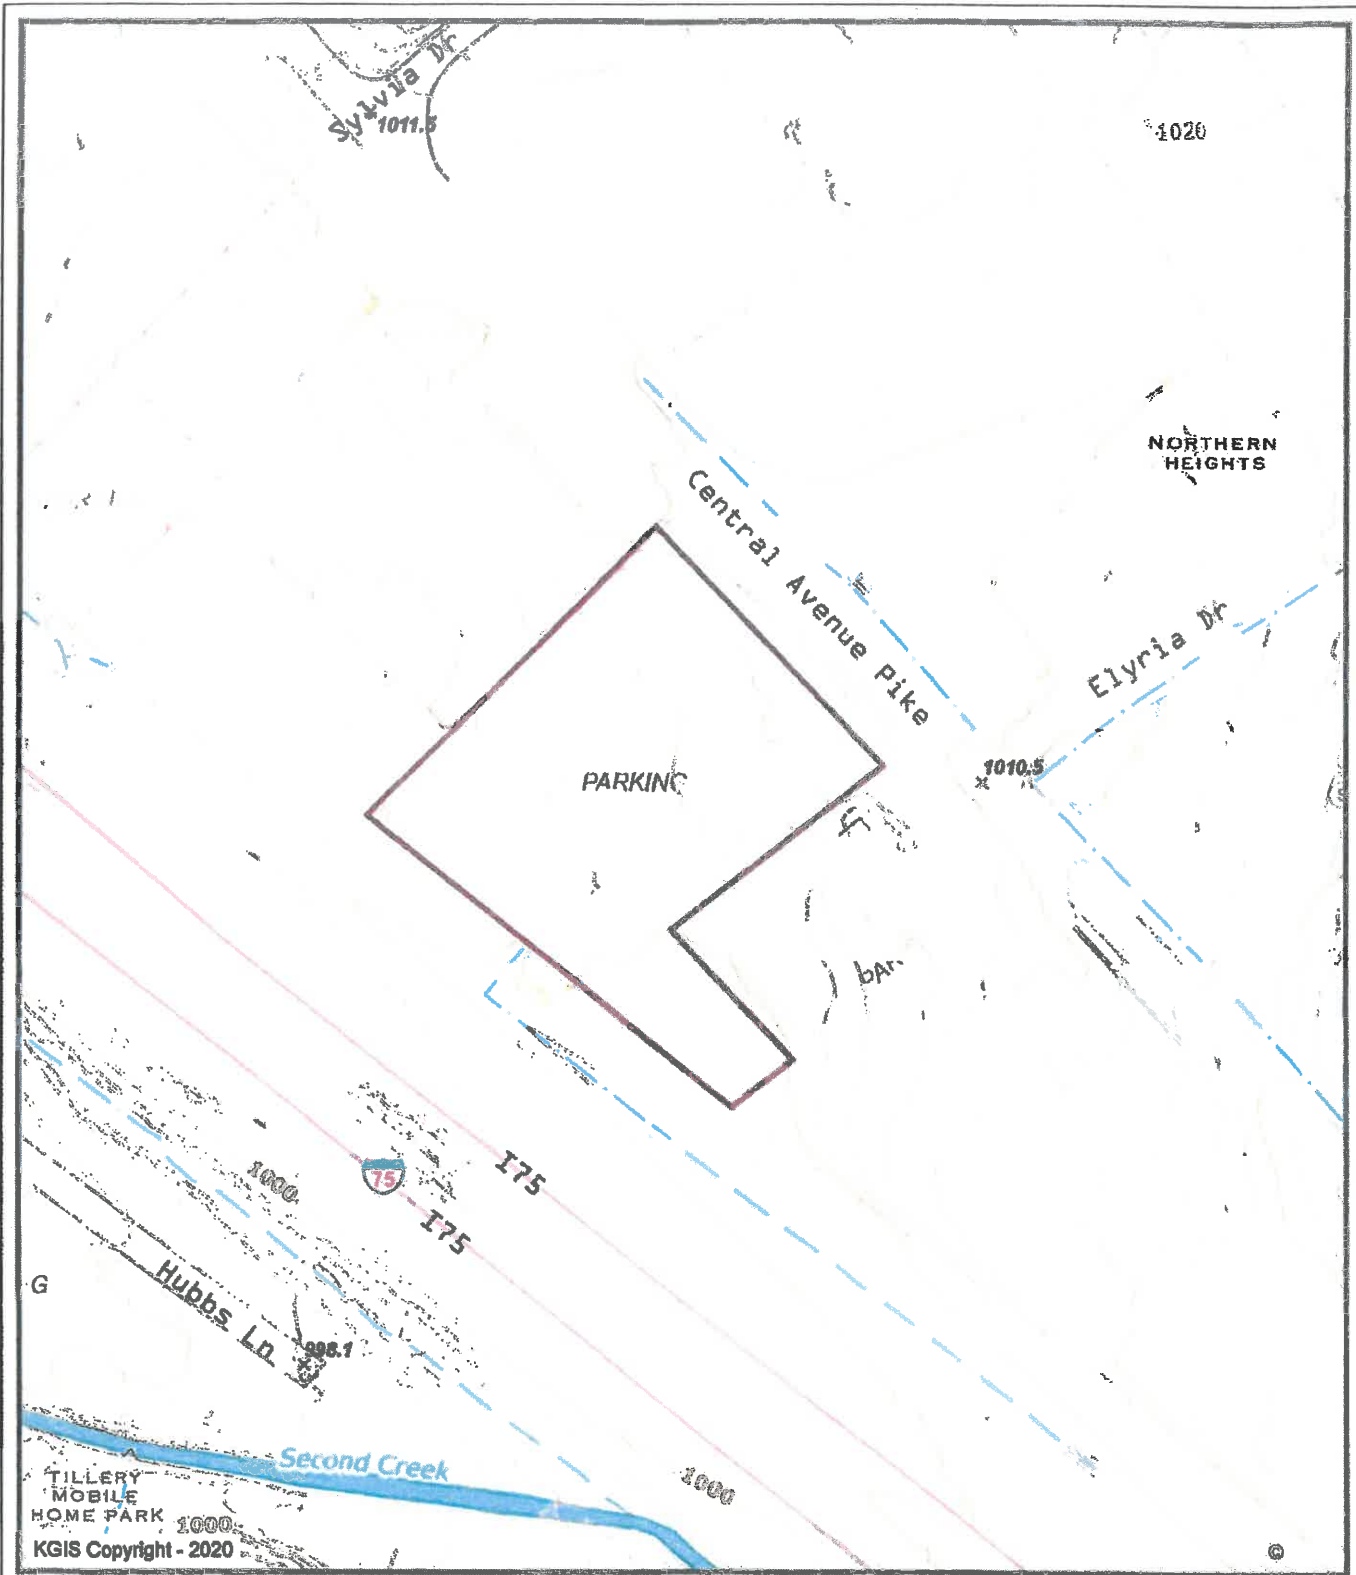 Sylvia Dr
1011.5
1020
NORTHERN
HEIGHTS
Central Avenue Pike
Elyria Dr
1010.5
PARKING
bAr
I75
75
I75
1000
Hubbs Ln
G
998.1
Second Creek
1000
TILLERY
MOBILE
HOME PARK
1000
KGIS Copyright - 2020
©